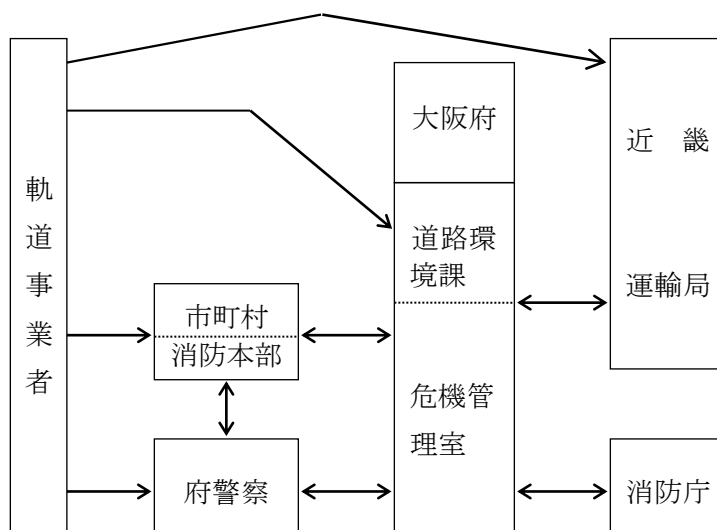 軌道事業者
市町村
消防本部
府警察
大阪府
道路環
境課
危機管
理室
近　畿
運輸局
消防庁